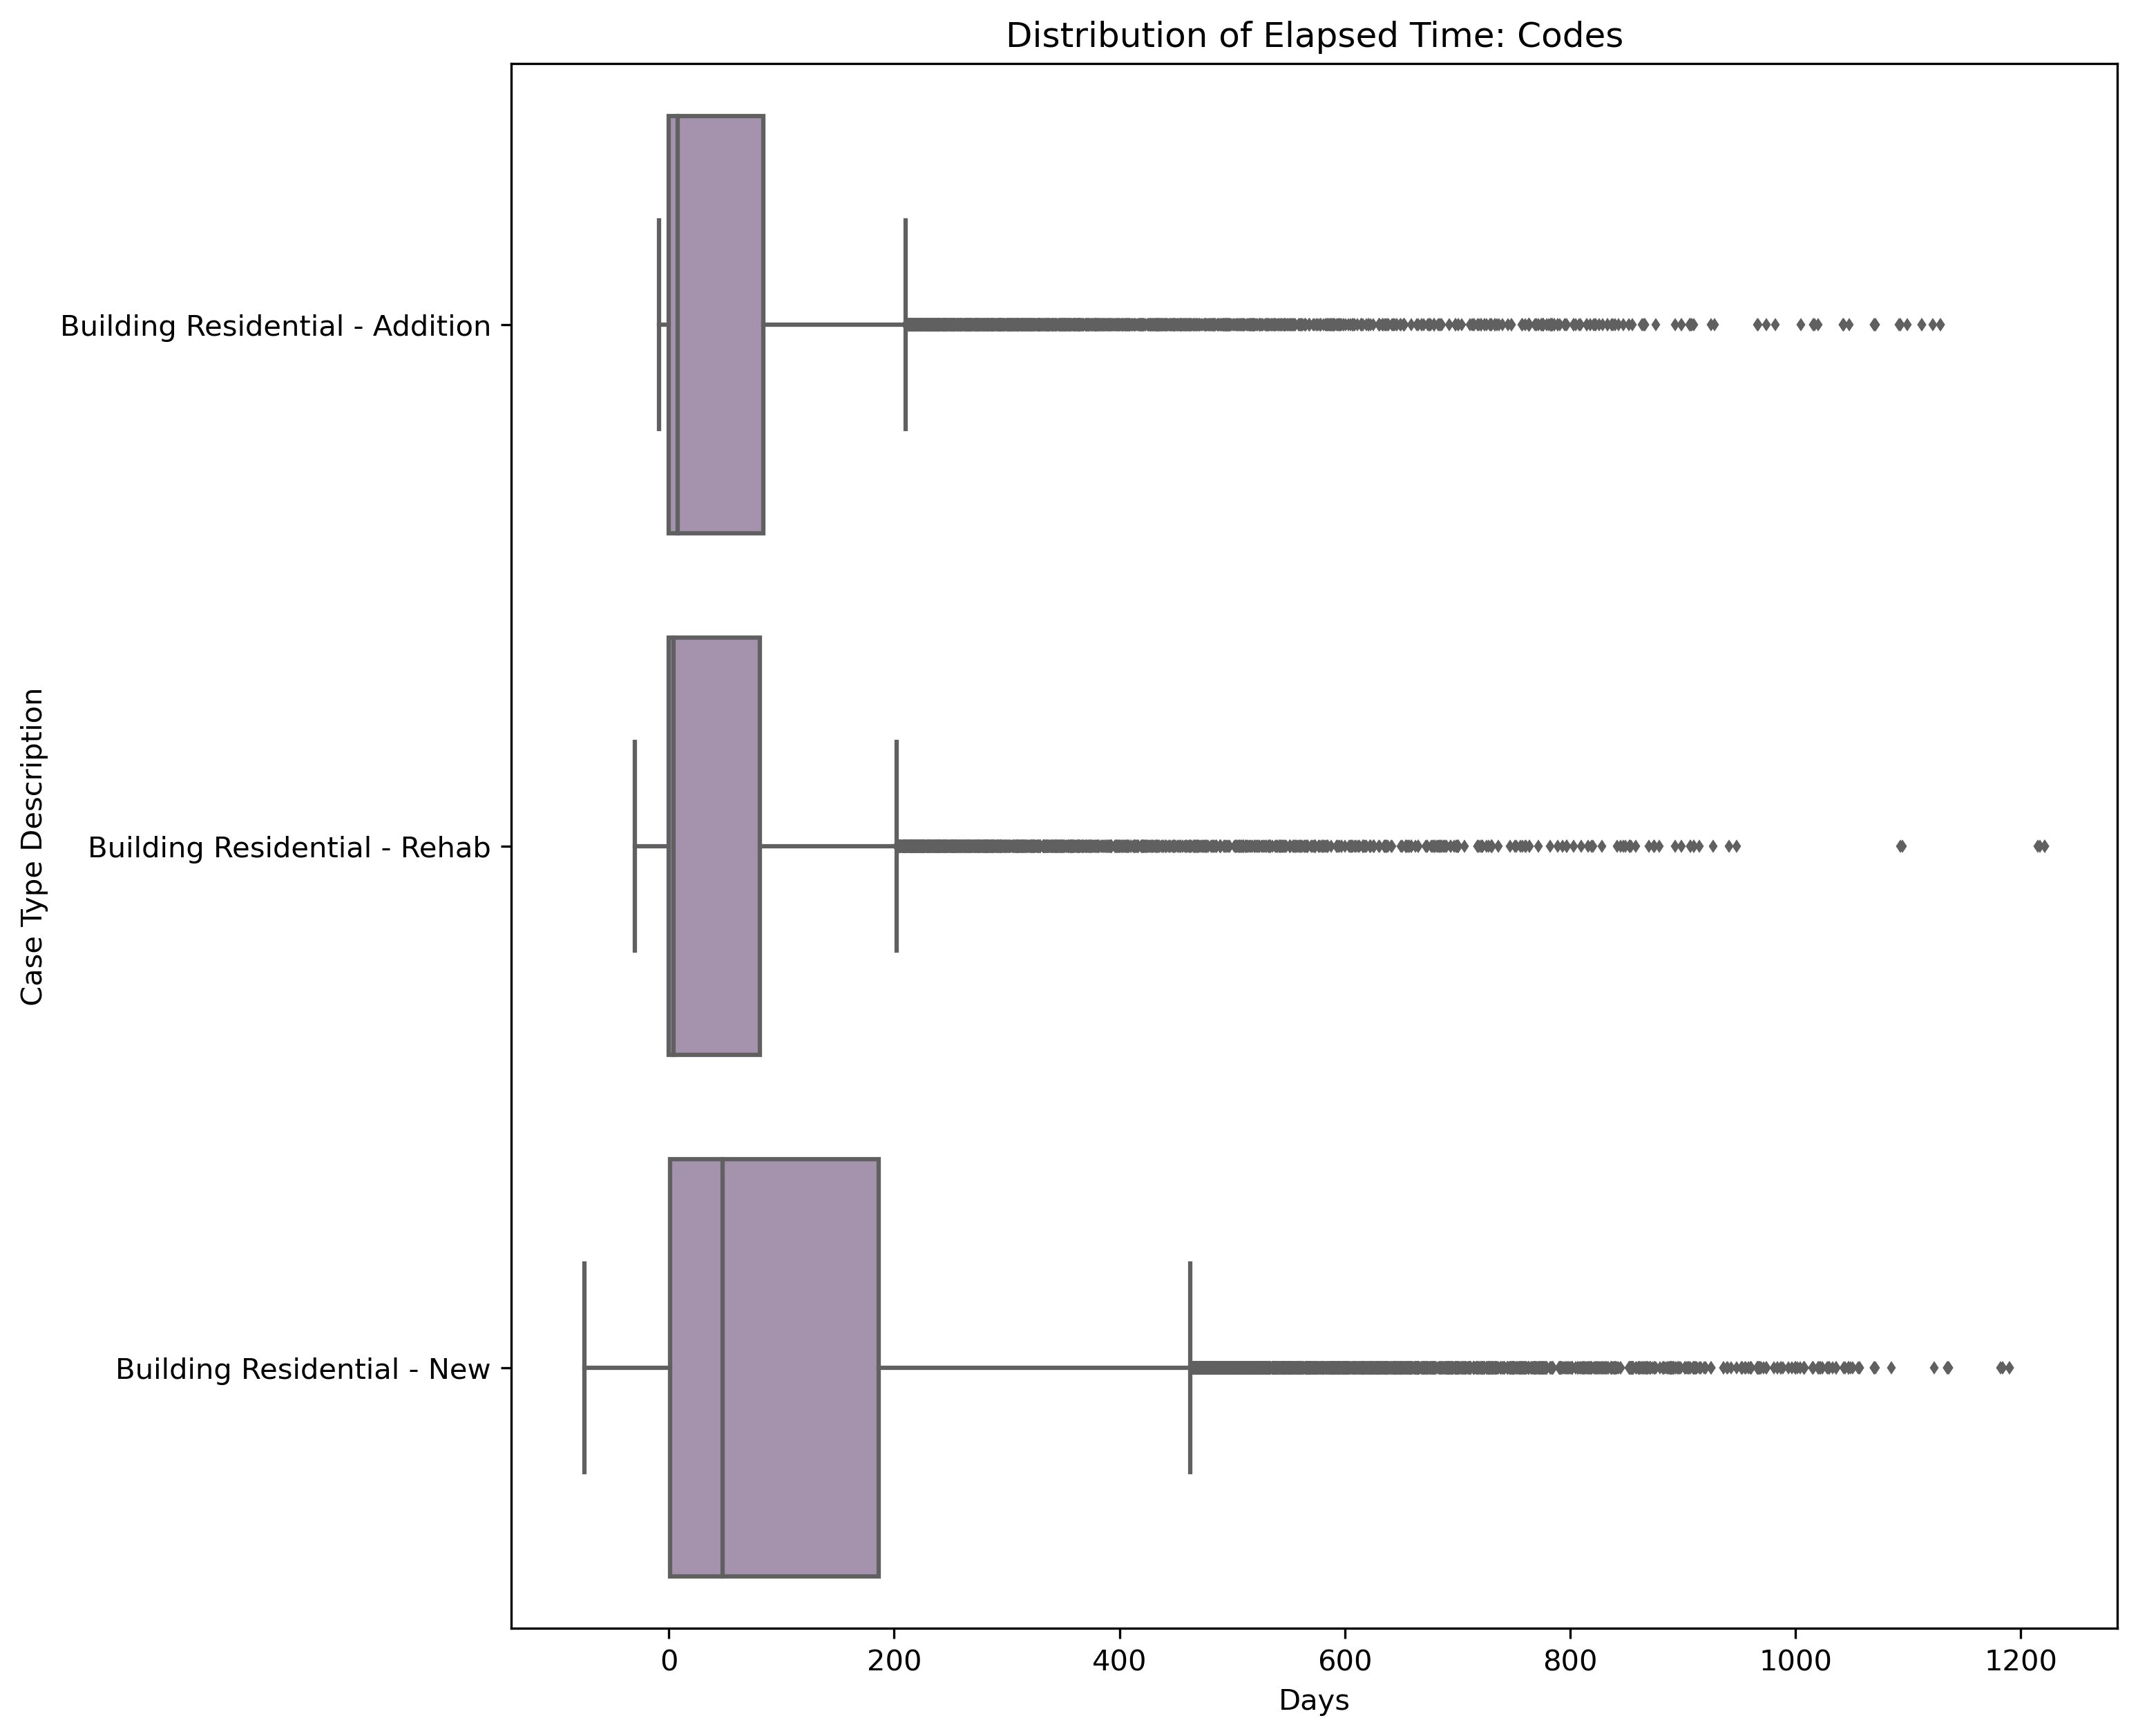 Distribution of Elapsed Time: Codes
Case Type Description
Building Residential - Addition
Building Residential - Rehab
Building Residential - New
0 200 400 600 800 1000 1200
Days